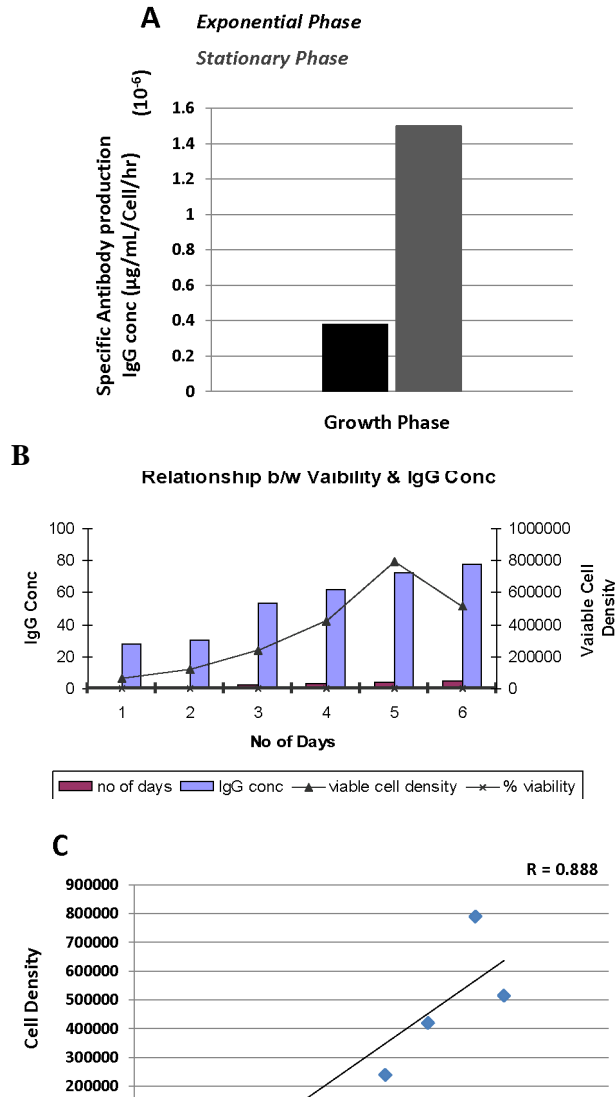 A
Exponential Phase
Stationary Phase
Specific Antibody production
IgG conc (µg/mL/Cell/hr)
(10⁻⁶)
1.6
1.4
1.2
1
0.8
0.6
0.4
0.2
0
Growth Phase
B
Relationship b/w Vaibility & IgG Conc
IgG Conc
100
80
60
40
20
0
1000000
800000
600000
400000
200000
0
Vaiable Cell
Density
1 2 3 4 5 6
No of Days
no of days IgG conc viable cell density % viability
C
R = 0.888
Cell Density
900000
800000
700000
600000
500000
400000
300000
200000